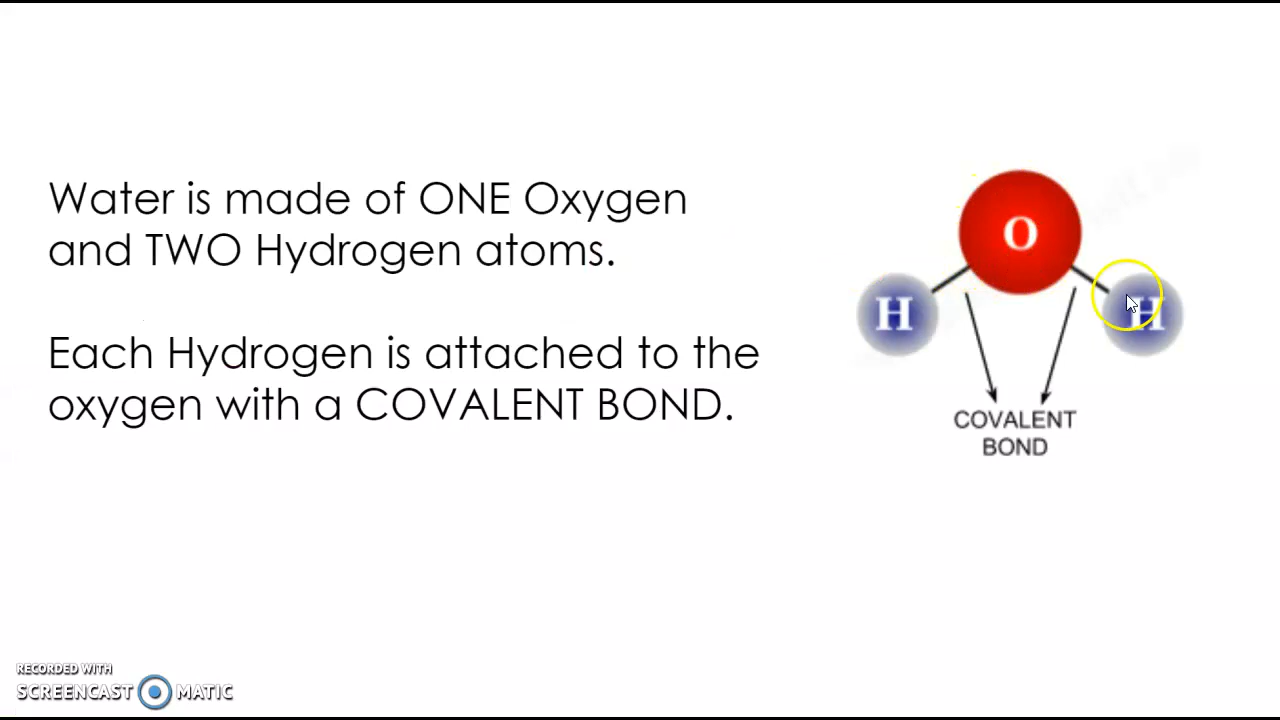 Water is made of ONE Oxygen
and TWO Hydrogen atoms.
Each Hydrogen is attached to the
oxygen with a COVALENT BOND.
O
H
H
COVALENT
BOND
RECORDED WITH
SCREENCAST MATIC